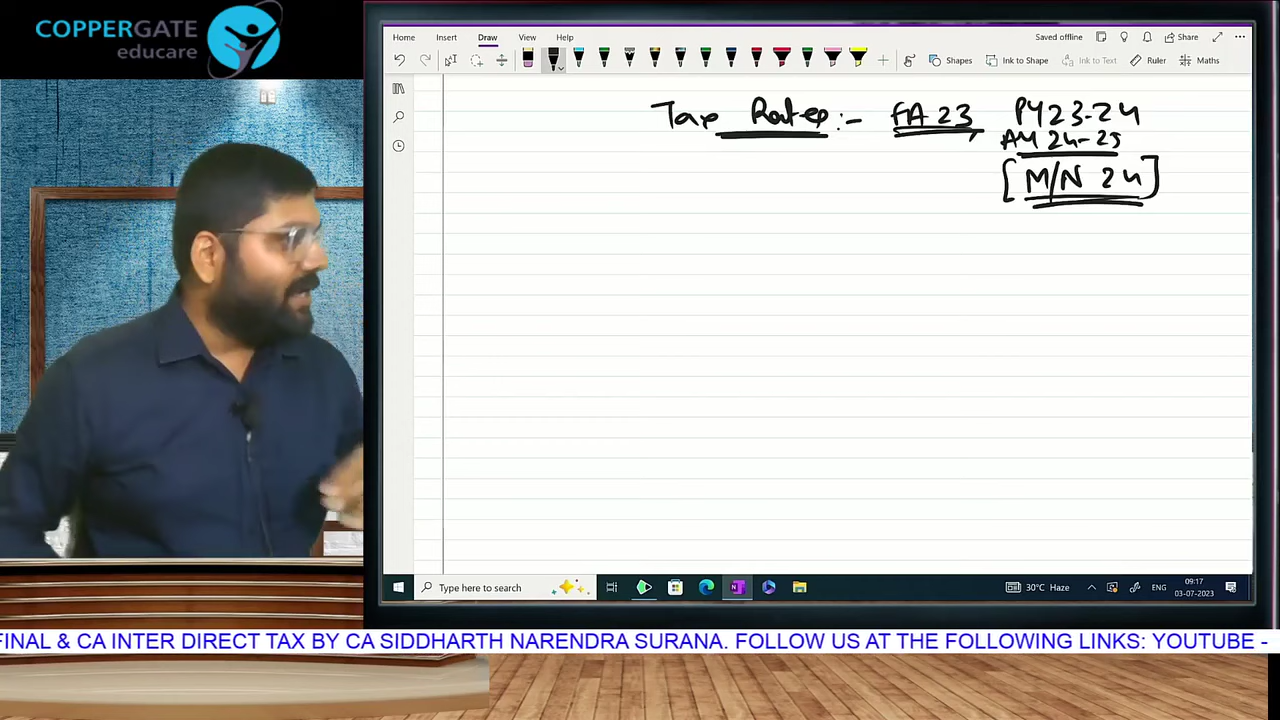 COPPERGATE
educare
Home Insert Draw View Help
Saved offline
Share
Shapes
Ink to Shape
Ink to Text
Ruler
Maths
Tax Rates :- FA 23, PY 23-24
AY 24-25
[M/N 24]
Type here to search
30°C Haze
ENG
09:17
03-07-2023
FINAL & CA INTER DIRECT TAX BY CA SIDDHARTH NARENDRA SURANA. FOLLOW US AT THE FOLLOWING LINKS: YOUTUBE -